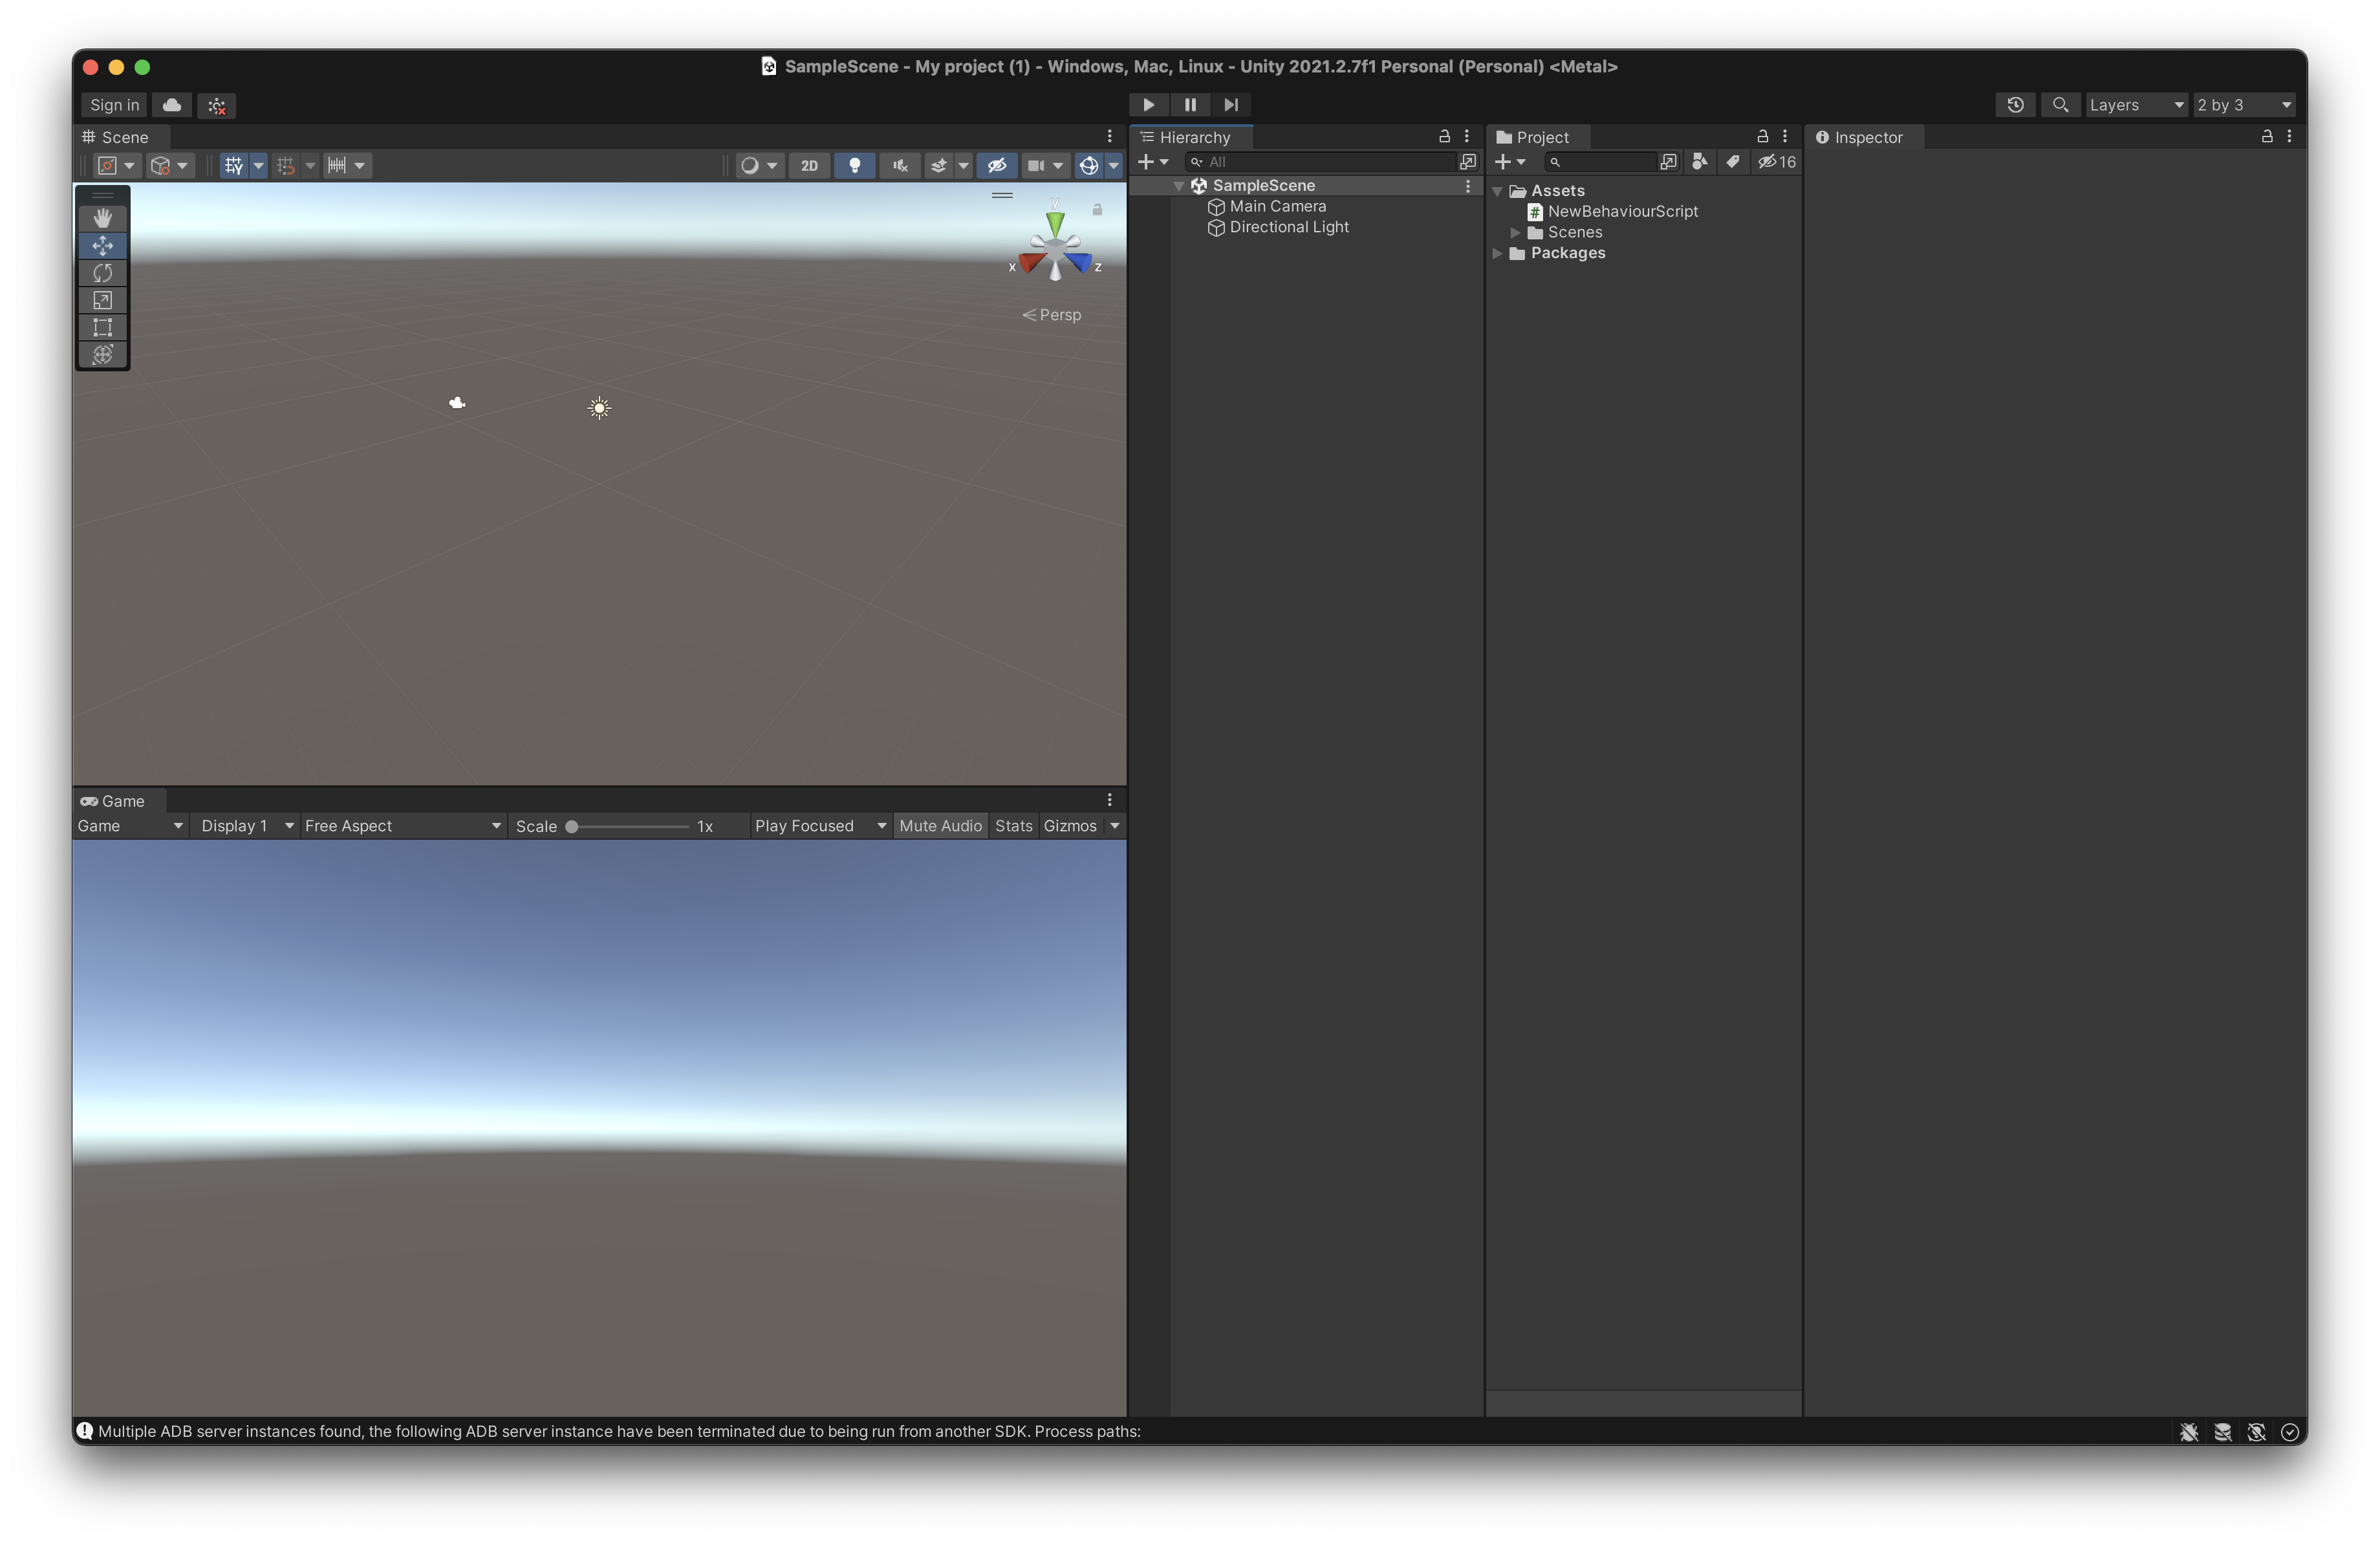 SampleScene - My project (1) - Windows, Mac, Linux - Unity 2021.2.7f1 Personal (Personal) <Metal>
Sign in
Layers
2 by 3
Scene
2D
y
x
z
Persp
Hierarchy
All
SampleScene
Main Camera
Directional Light
Project
16
Assets
NewBehaviourScript
Scenes
Packages
Inspector
Game
Game Display 1 Free Aspect Scale 1x Play Focused Mute Audio Stats Gizmos
Multiple ADB server instances found, the following ADB server instance have been terminated due to being run from another SDK. Process paths: